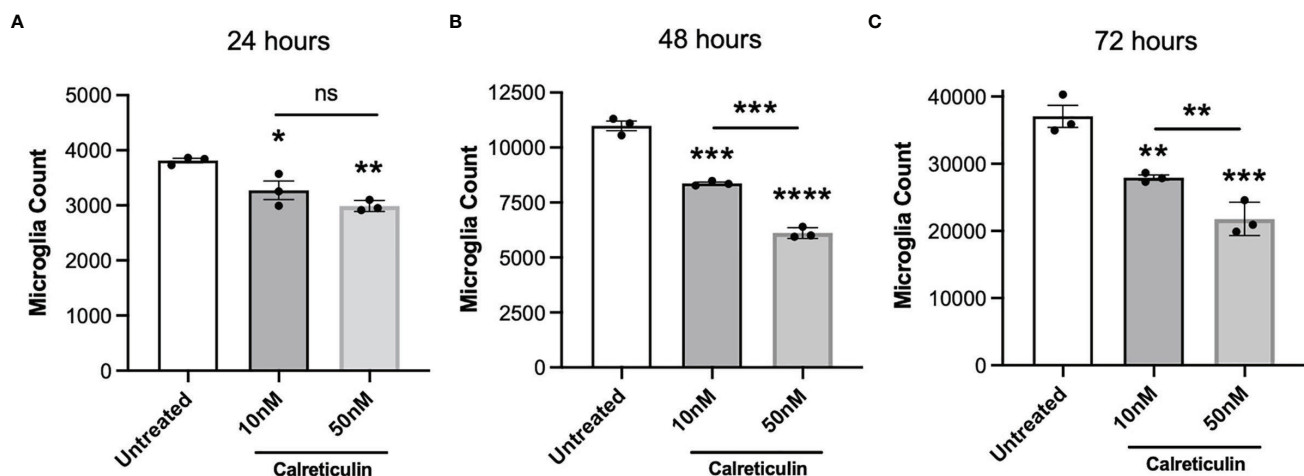 A
24 hours
Microglia Count
5000
4000
3000
2000
1000
0
ns
*
**
Untreated
10nM
50nM
Calreticulin
B
48 hours
Microglia Count
12500
10000
7500
5000
2500
0
***
***
****
Untreated
10nM
50nM
Calreticulin
C
72 hours
Microglia Count
40000
30000
20000
10000
0
**
**
***
Untreated
10nM
50nM
Calreticulin